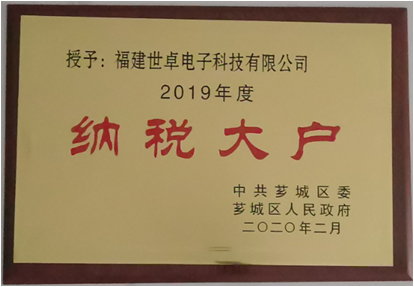 授予：福建世卓电子科技有限公司
2019年度
纳税大户
中共芗城区委
芗城区人民政府
二〇二〇年二月